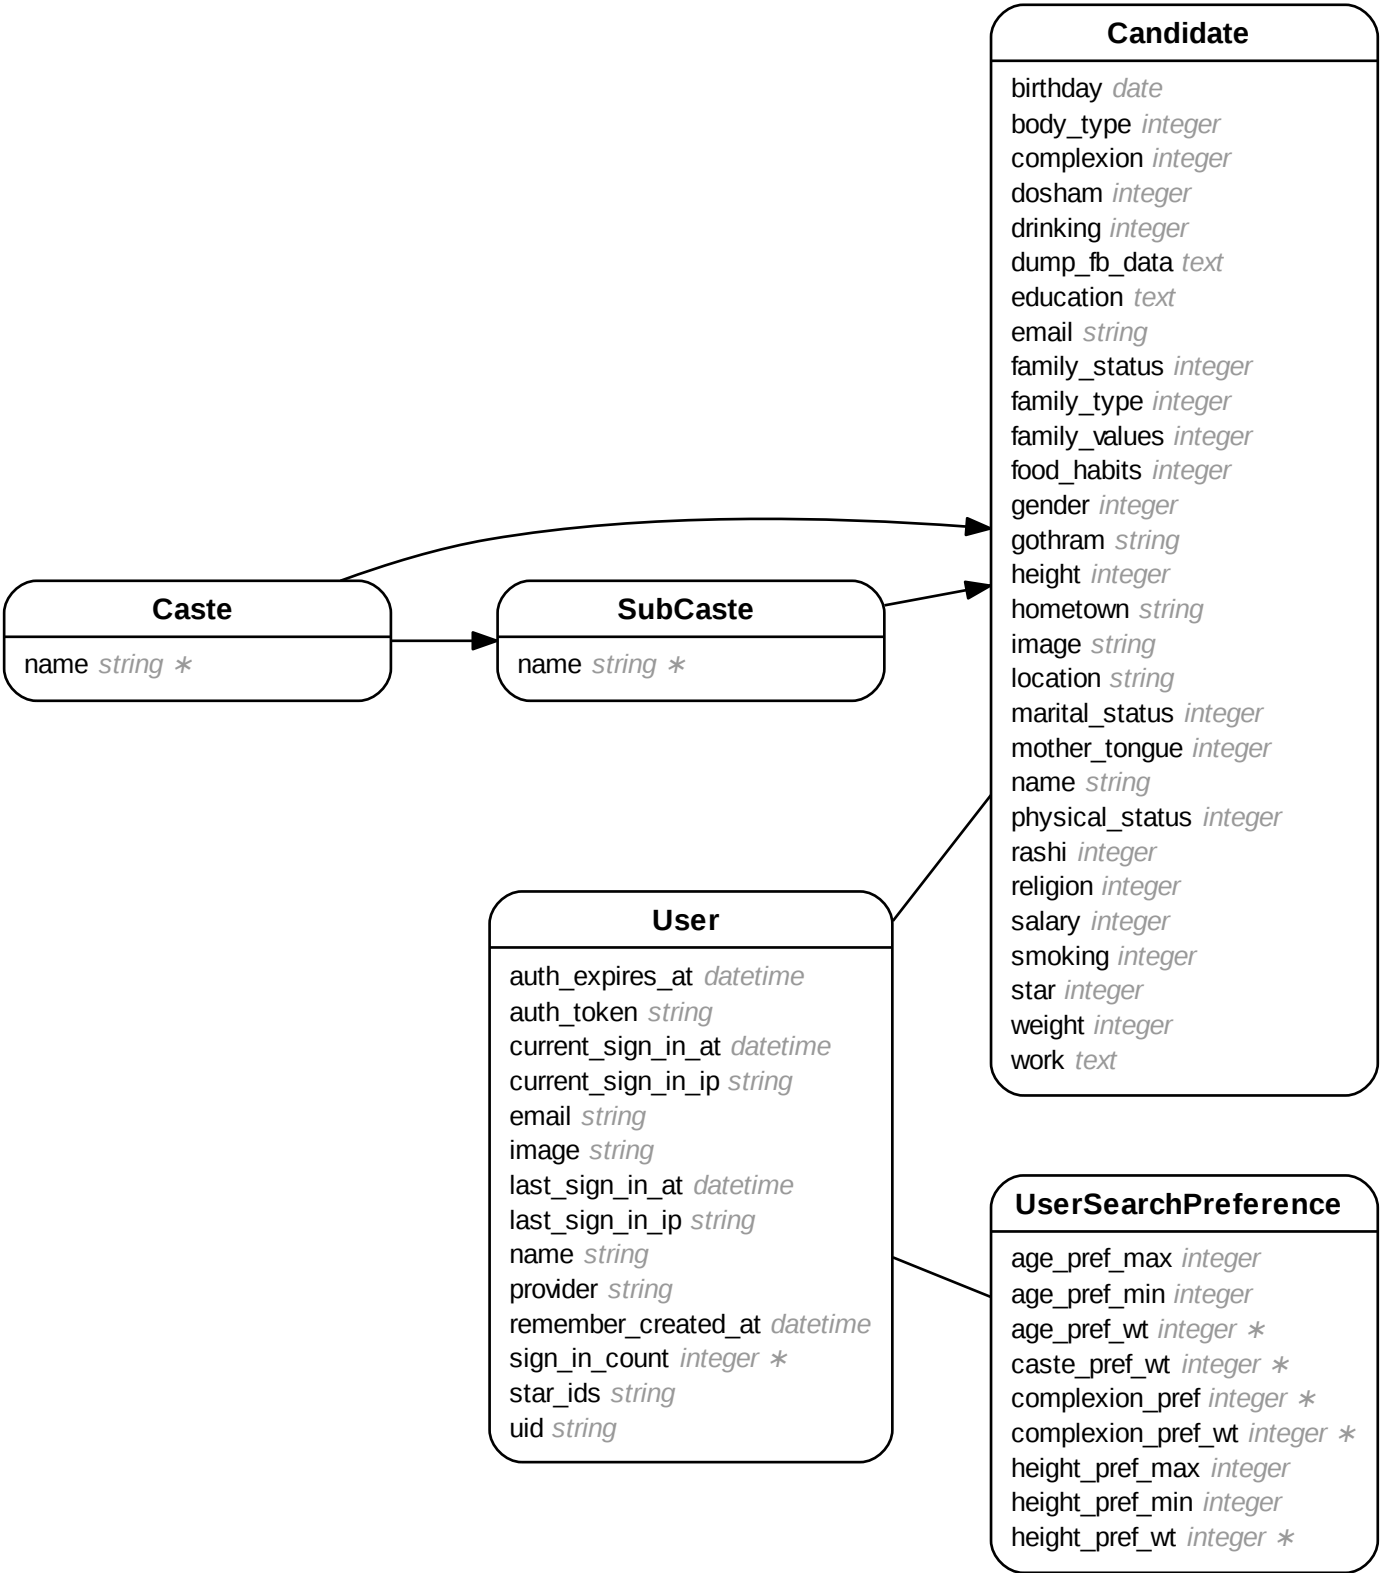 Candidate
birthday date
body_type integer
complexion integer
dosham integer
drinking integer
dump_fb_data text
education text
email string
family_status integer
family_type integer
family_values integer
food_habits integer
gender integer
gothram string
height integer
hometown string
image string
location string
marital_status integer
mother_tongue integer
name string
physical_status integer
rashi integer
religion integer
salary integer
smoking integer
star integer
weight integer
work text
Caste
name string ∗
SubCaste
name string ∗
User
auth_expires_at datetime
auth_token string
current_sign_in_at datetime
current_sign_in_ip string
email string
image string
last_sign_in_at datetime
last_sign_in_ip string
name string
provider string
remember_created_at datetime
sign_in_count integer ∗
star_ids string
uid string
UserSearchPreference
age_pref_max integer
age_pref_min integer
age_pref_wt integer ∗
caste_pref_wt integer ∗
complexion_pref integer ∗
complexion_pref_wt integer ∗
height_pref_max integer
height_pref_min integer
height_pref_wt integer ∗